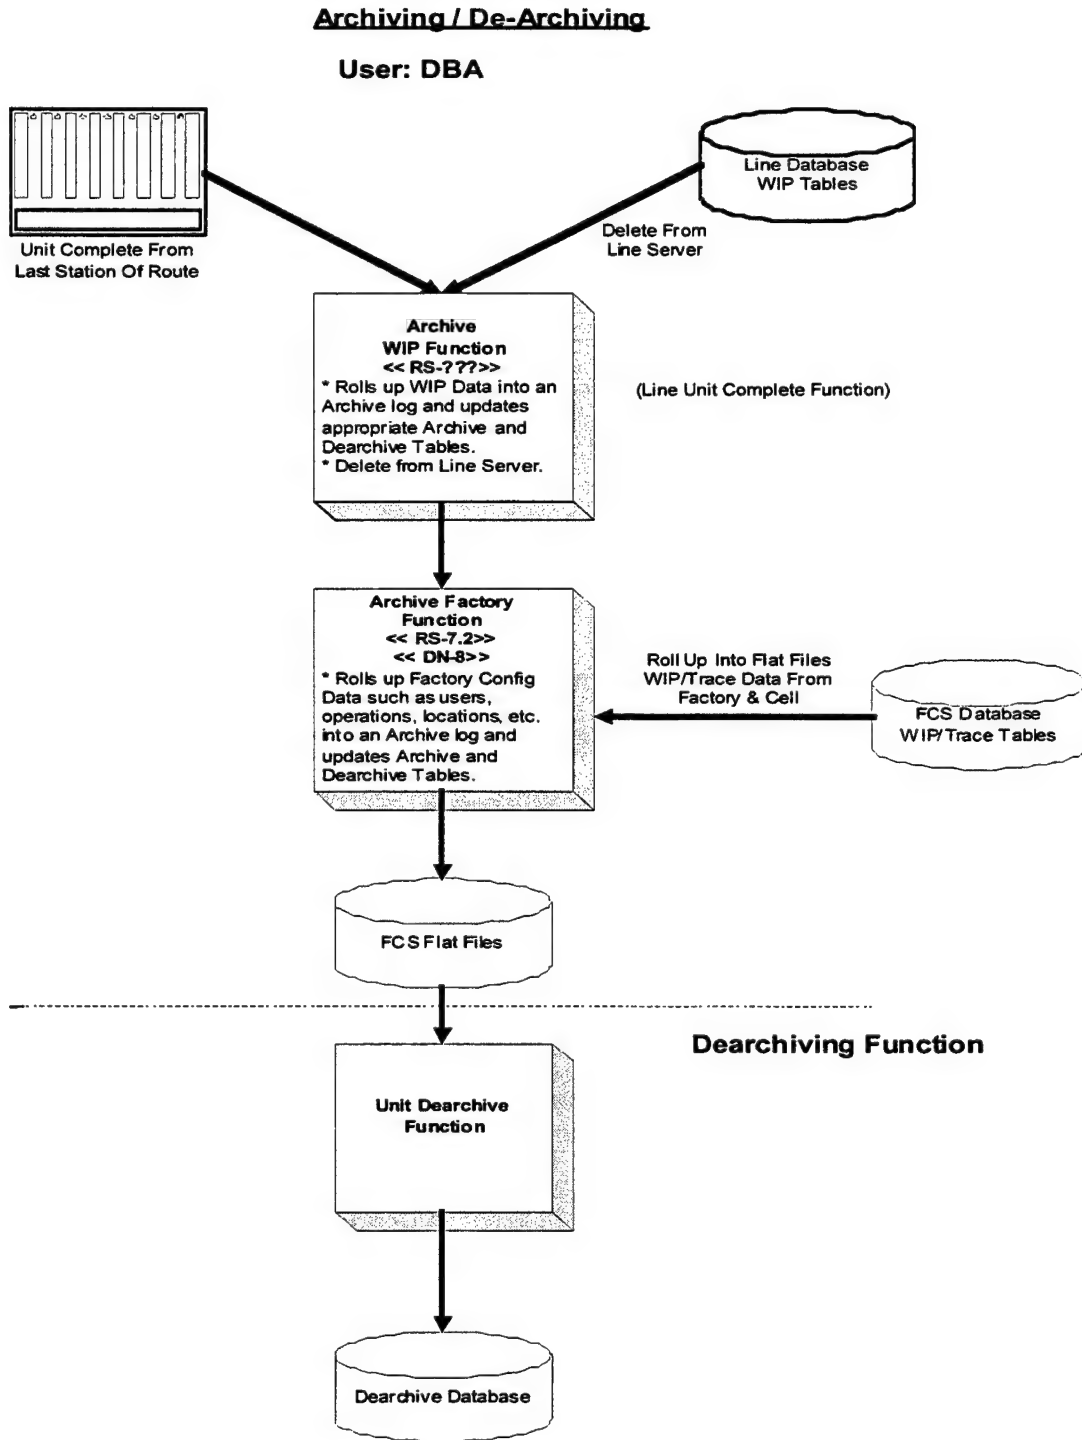 Archiving / De-Archiving
User: DBA
Line Database
WIP Tables
Delete From
Line Server
Unit Complete From
Last Station Of Route
Archive
WIP Function
<< RS-???>>
* Rolls up WIP Data into an
Archive log and updates
appropriate Archive and
Dearchive Tables.
* Delete from Line Server.
(Line Unit Complete Function)
Archive Factory
Function
<< RS-7.2>>
<< DN-8>>
* Rolls up Factory Config
Data such as users,
operations, locations, etc.
into an Archive log and
updates Archive and
Dearchive Tables.
Roll Up Into Flat Files
WIP/Trace Data From
Factory & Cell
FCS Database
WIP/Trace Tables
FCS Flat Files
Dearchiving Function
Unit Dearchive
Function
Dearchive Database